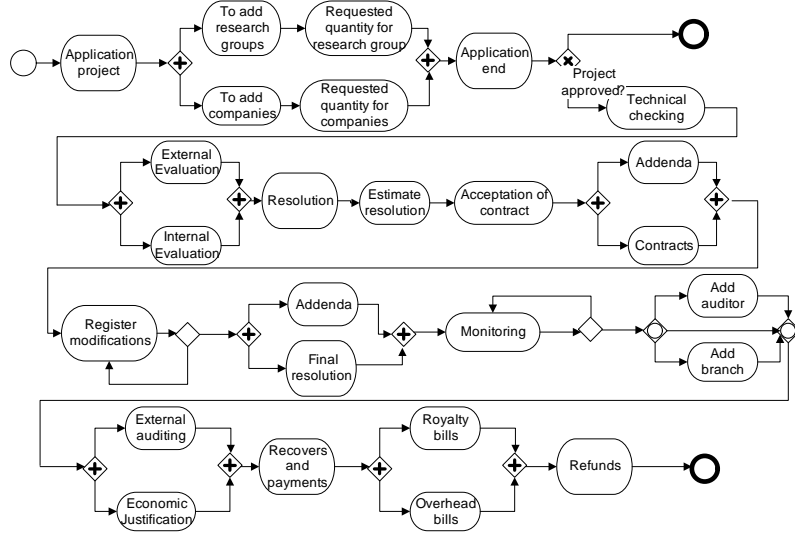 Application
project
To add
research
groups
Requested
quantity for
research group
To add
companies
Requested
quantity for
companies
Application
end
Project
approved?
Technical
checking
External
Evaluation
Internal
Evaluation
Resolution
Estimate
resolution
Acceptation of
contract
Addenda
Contracts
Register
modifications
Addenda
Final
resolution
Monitoring
Add
auditor
Add
branch
External
auditing
Economic
Justification
Recovers
and
payments
Royalty
bills
Overhead
bills
Refunds